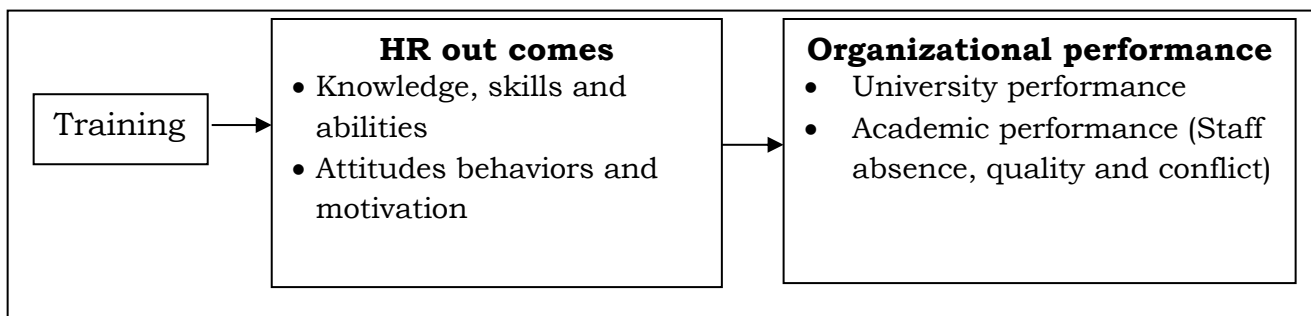 Training
HR out comes
• Knowledge, skills and
abilities
• Attitudes behaviors and
motivation
Organizational performance
• University performance
• Academic performance (Staff
absence, quality and conflict)